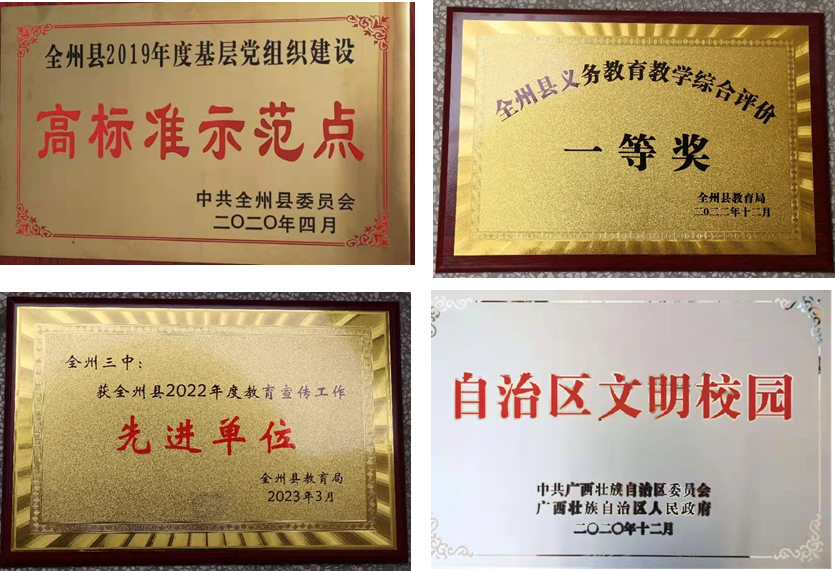 全州县2019年度基层党组织建设
高标准示范点
中共全州县委员会
二〇二〇年四月
全州县义务教育教学综合评价
一等奖
全州县教育局
二〇二二年十二月
全州三中：
获全州县2022年度教育宣传工作
先进单位
全州县教育局
2023年3月
自治区文明校园
中共广西壮族自治区委员会
广西壮族自治区人民政府
二〇二〇年十二月